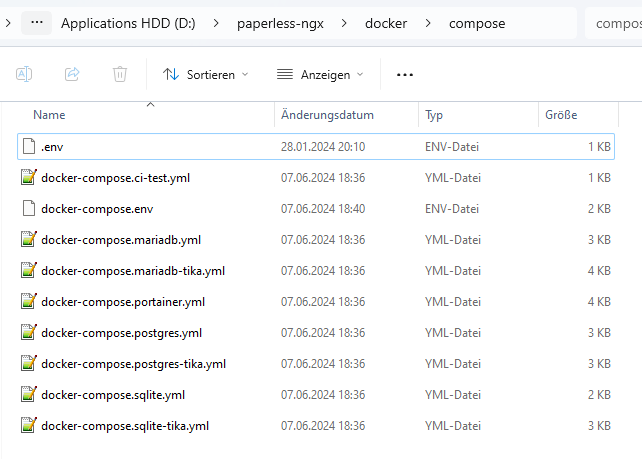 ... Applications HDD (D:) paperless-ngx docker compose compos
Sortieren Anzeigen ...
Name Änderungsdatum Typ Größe
.env 28.01.2024 20:10 ENV-Datei 1 KB
docker-compose.ci-test.yml 07.06.2024 18:36 YML-Datei 1 KB
docker-compose.env 07.06.2024 18:40 ENV-Datei 2 KB
docker-compose.mariadb.yml 07.06.2024 18:36 YML-Datei 3 KB
docker-compose.mariadb-tika.yml 07.06.2024 18:36 YML-Datei 4 KB
docker-compose.portainer.yml 07.06.2024 18:36 YML-Datei 4 KB
docker-compose.postgres.yml 07.06.2024 18:36 YML-Datei 3 KB
docker-compose.postgres-tika.yml 07.06.2024 18:36 YML-Datei 3 KB
docker-compose.sqlite.yml 07.06.2024 18:36 YML-Datei 2 KB
docker-compose.sqlite-tika.yml 07.06.2024 18:36 YML-Datei 3 KB